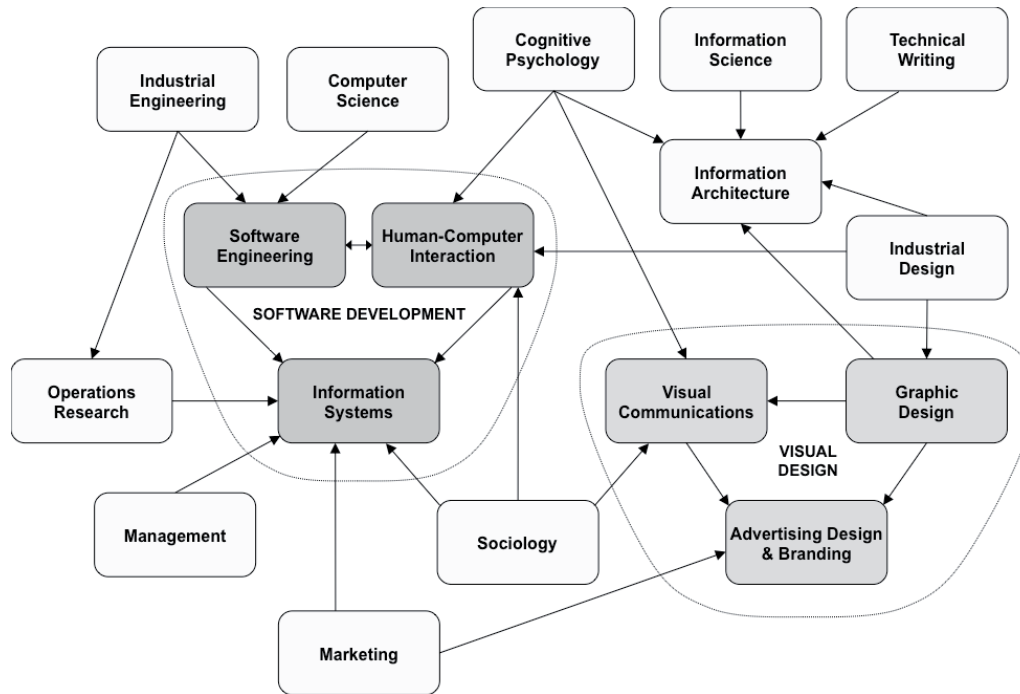 Cognitive
Psychology
Information
Science
Technical
Writing
Industrial
Engineering
Computer
Science
Information
Architecture
Software
Engineering
Human-Computer
Interaction
Industrial
Design
SOFTWARE DEVELOPMENT
Operations
Research
Information
Systems
Visual
Communications
Graphic
Design
VISUAL
DESIGN
Management
Sociology
Advertising Design
& Branding
Marketing